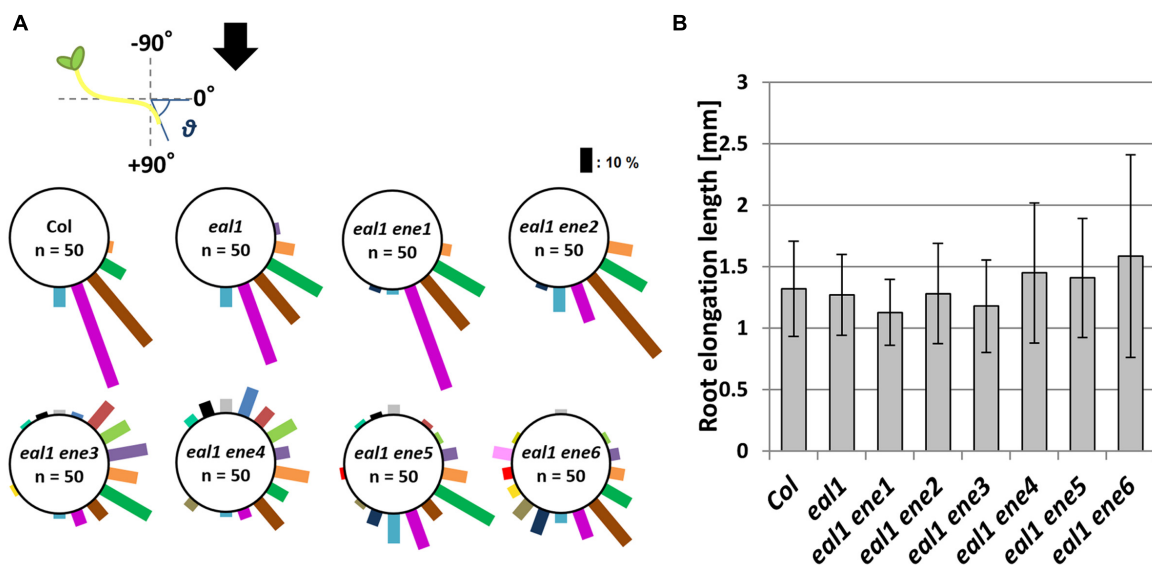 A
-90°
0°
ϑ
+90°
: 10 %
Col
n = 50
eal1
n = 50
eal1 ene1
n = 50
eal1 ene2
n = 50
eal1 ene3
n = 50
eal1 ene4
n = 50
eal1 ene5
n = 50
eal1 ene6
n = 50
B
Root elongation length [mm]
3
2.5
2
1.5
1
0.5
0
Col
eal1
eal1 ene1
eal1 ene2
eal1 ene3
eal1 ene4
eal1 ene5
eal1 ene6